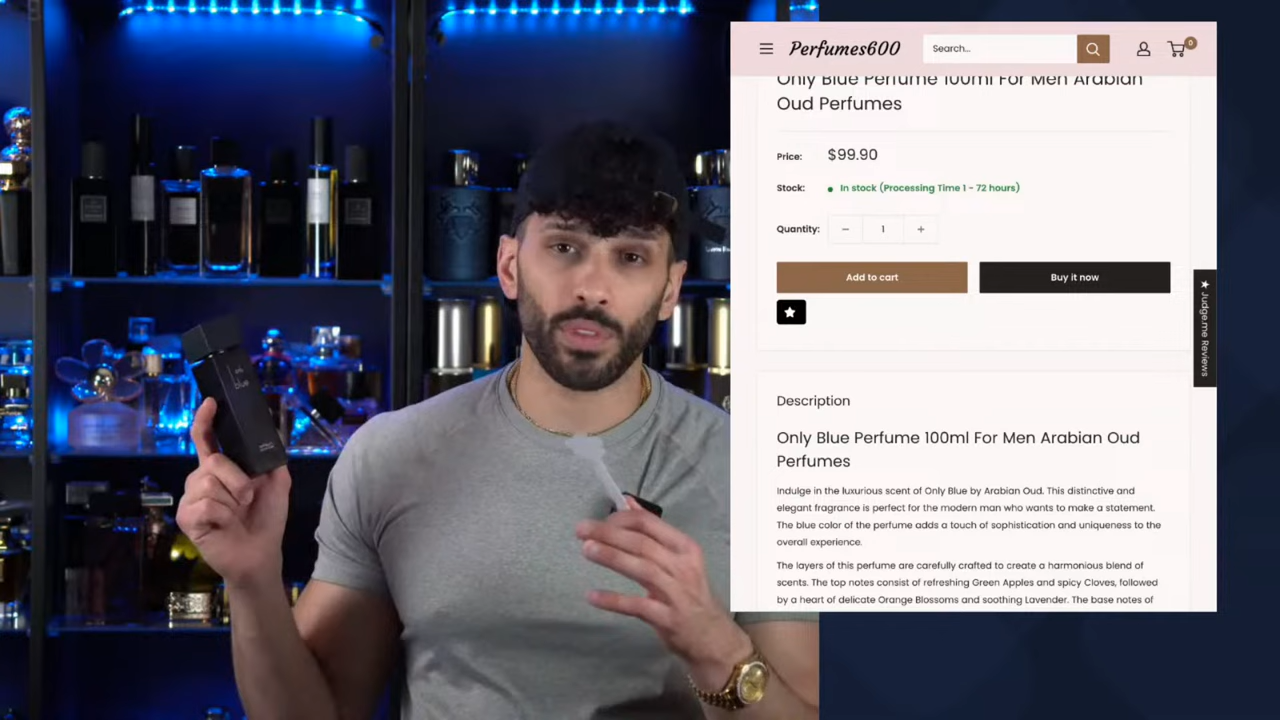 Perfumes600
Search...
0
Only Blue Perfume 100ml For Men Arabian
Oud Perfumes
Price: $99.90
Stock: In stock (Processing Time 1 - 72 hours)
Quantity: − 1 +
Add to cart Buy it now
★ Judge.me Reviews
Description
Only Blue Perfume 100ml For Men Arabian Oud
Perfumes
Indulge in the luxurious scent of Only Blue by Arabian Oud. This distinctive and
elegant fragrance is perfect for the modern man who wants to make a statement.
The blue color of the perfume adds a touch of sophistication and uniqueness to the
overall experience.
The layers of this perfume are carefully crafted to create a harmonious blend of
scents. The top notes consist of refreshing Green Apples and spicy Cloves, followed
by a heart of delicate Orange Blossoms and soothing Lavender. The base notes of
blue